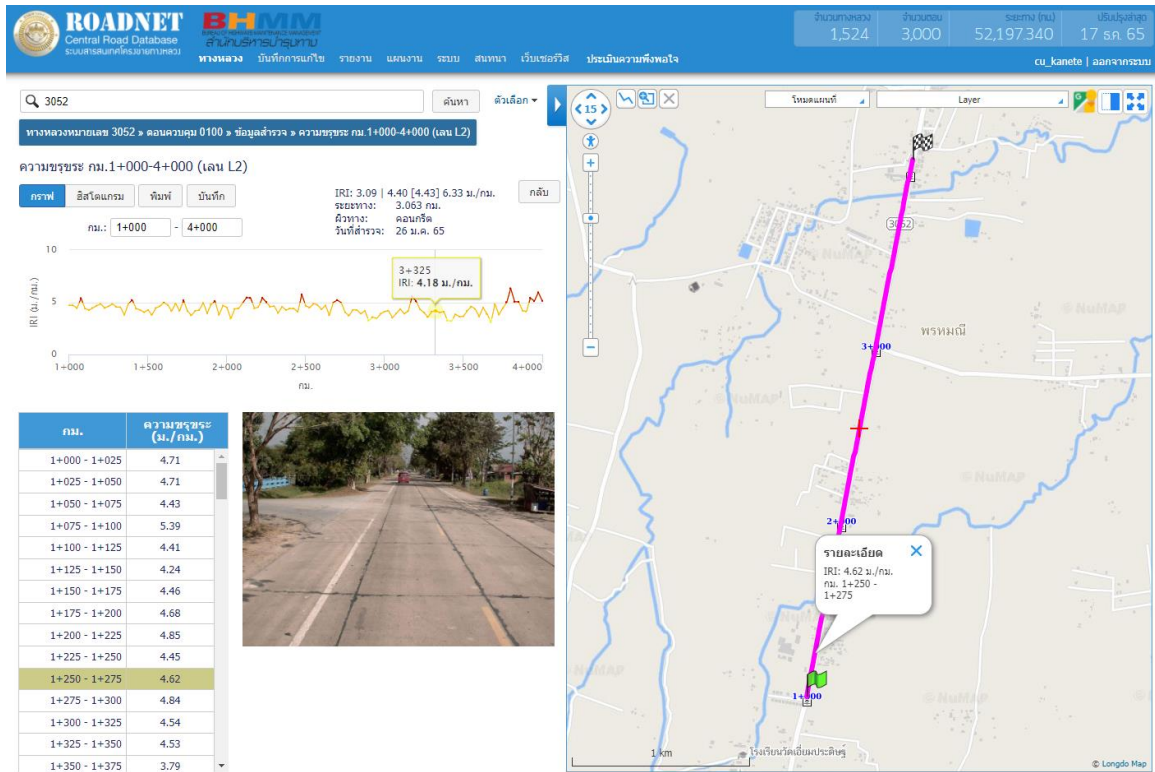 ROADNET
Central Road Database
ระบบสารสนเทศโครงข่ายทางหลวง
BHMM
BUREAU OF HIGHWAYS MAINTENANCE MANAGEMENT
สำนักบริหารบำรุงทาง
ทางหลวง บันทึกการแก้ไข รายงาน แผนงาน ระบบ สนทนา เว็บเซอร์วิส ประเมินความพึงพอใจ
จำนวนทางหลวง จำนวนตอน ระยะทาง (กม.) ปรับปรุงล่าสุด
1,524 3,000 52,197.340 17 ธ.ค. 65
cu_kanete | ออกจากระบบ
3052 ค้นหา ตัวเลือก
ทางหลวงหมายเลข 3052 » ตอนควบคุม 0100 » ข้อมูลสำรวจ » ความขรุขระ กม.1+000-4+000 (เลน L2)
ความขรุขระ กม.1+000-4+000 (เลน L2)
กราฟ ฮิสโตแกรม พิมพ์ บันทึก
IRI: 3.09 | 4.40 [4.43] 6.33 ม./กม.
ระยะทาง: 3.063 กม.
ผิวทาง: คอนกรีต
วันที่สำรวจ: 26 ม.ค. 65
กลับ
กม.: 1+000 - 4+000
10
5
0
IRI (ม./กม.)
3+325
IRI: 4.18 ม./กม.
1+000 1+500 2+000 2+500 3+000 3+500 4+000
กม.
กม. ความขรุขระ (ม./กม.)
1+000 - 1+025 4.71
1+025 - 1+050 4.71
1+050 - 1+075 4.43
1+075 - 1+100 5.39
1+100 - 1+125 4.41
1+125 - 1+150 4.24
1+150 - 1+175 4.46
1+175 - 1+200 4.68
1+200 - 1+225 4.85
1+225 - 1+250 4.45
1+250 - 1+275 4.62
1+275 - 1+300 4.84
1+300 - 1+325 4.54
1+325 - 1+350 4.53
1+350 - 1+375 3.79
15
โหมดแผนที่ Layer
3052
© NuMAP
© NuMAP
พรหมณี
3+000
© NuMAP
© NuMAP
2+000
รายละเอียด
IRI: 4.62 ม./กม.
กม. 1+250 -
1+275
© NuMAP
1+000
© NuMAP
โรงเรียนวัดเอี่ยมประดิษฐ์
1 km
© Longdo Map